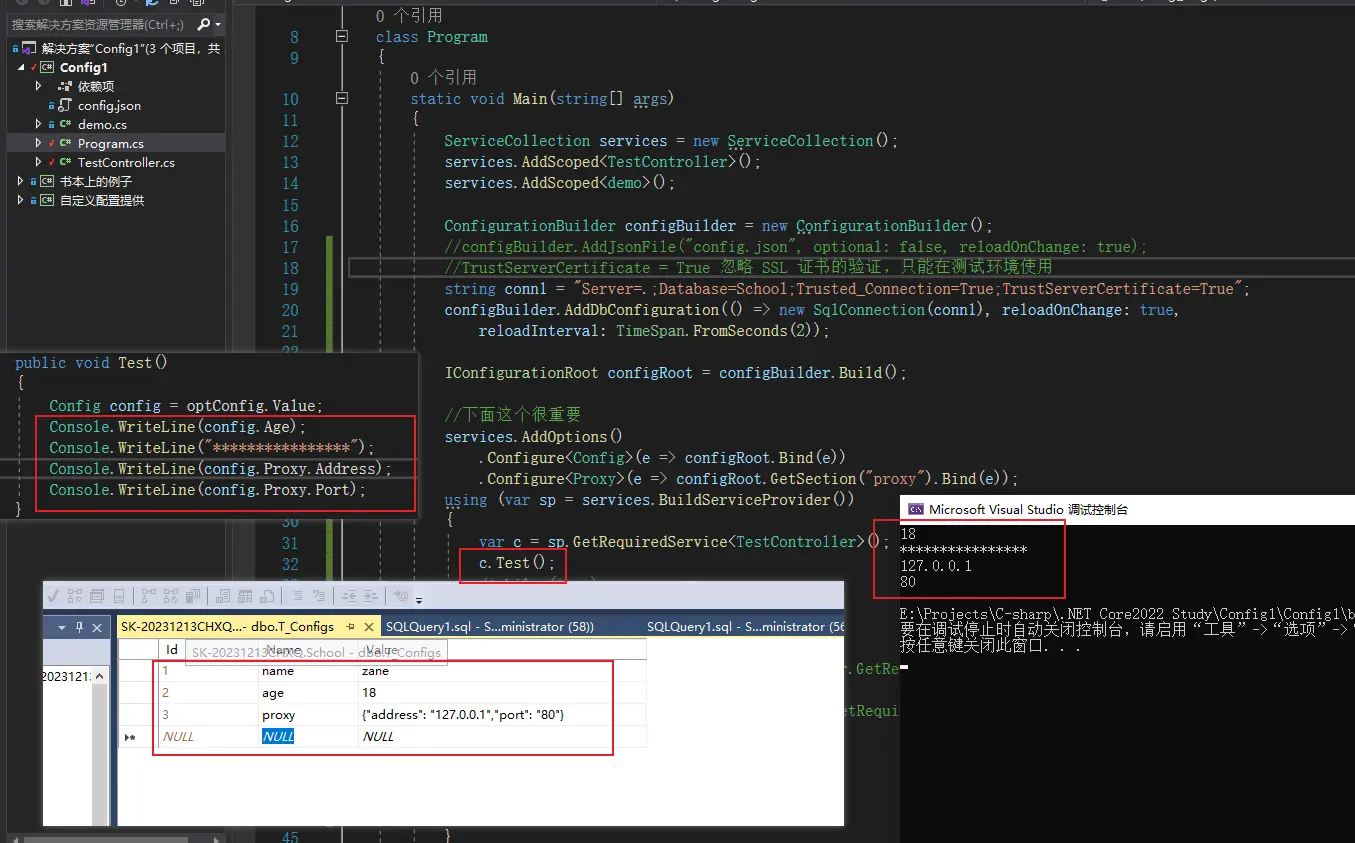 搜索解决方案资源管理器(Ctrl+;)
解决方案"Config1"(3 个项目, 共
Config1
依赖项
config.json
demo.cs
Program.cs
TestController.cs
书本上的例子
自定义配置提供
0 个引用
8 class Program
9 {
0 个引用
10 static void Main(string[] args)
11 {
12 ServiceCollection services = new ServiceCollection();
13 services.AddScoped<TestController>();
14 services.AddScoped<demo>();
15
16 ConfigurationBuilder configBuilder = new ConfigurationBuilder();
17 //configBuilder.AddJsonFile("config.json", optional: false, reloadOnChange: true);
18 //TrustServerCertificate = True 忽略 SSL 证书的验证，只能在测试环境使用
19 string conn1 = "Server=.;Database=School;Trusted_Connection=True;TrustServerCertificate=True";
20 configBuilder.AddDbConfiguration(() => new SqlConnection(conn1), reloadOnChange: true,
21 reloadInterval: TimeSpan.FromSeconds(2));
IConfigurationRoot configRoot = configBuilder.Build();
//下面这个很重要
services.AddOptions()
.Configure<Config>(e => configRoot.Bind(e))
.Configure<Proxy>(e => configRoot.GetSection("proxy").Bind(e));
using (var sp = services.BuildServiceProvider())
30 {
31 var c = sp.GetRequiredService<TestController>();
32 c.Test();
45 }
public void Test()
{
Config config = optConfig.Value;
Console.WriteLine(config.Age);
Console.WriteLine("****************");
Console.WriteLine(config.Proxy.Address);
Console.WriteLine(config.Proxy.Port);
}
SK-20231213CHXQ...- dbo.T_Configs
SQLQuery1.sql - S...ministrator (58))
SQLQuery1.sql - S...ministrator (56
Id Name Value
SK-20231213CHXQ.School - dbo.T_Configs
20231213
1 name zane
2 age 18
3 proxy {"address": "127.0.0.1","port": "80"}
NULL NULL NULL
r.GetRe
etRequi
Microsoft Visual Studio 调试控制台
18
****************
127.0.0.1
80
E:\Projects\C-sharp\.NET Core2022 Study\Config1\Config1\b
要在调试停止时自动关闭控制台，请启用“工具”->“选项”->“
按任意键关闭此窗口. . .